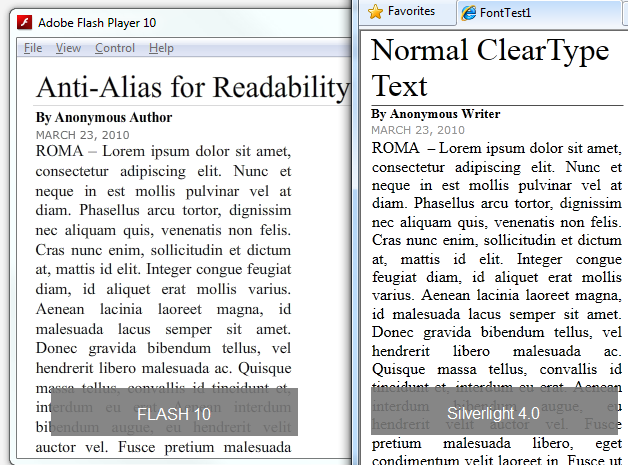 Adobe Flash Player 10
File View Control Help
Anti-Alias for Readability
By Anonymous Author
MARCH 23, 2010
ROMA – Lorem ipsum dolor sit amet,
consectetur adipiscing elit. Nunc et
neque in est mollis pulvinar vel at
diam. Phasellus arcu tortor, dignissim
nec aliquam quis, venenatis non felis.
Cras nunc enim, sollicitudin et dictum
at, mattis id elit. Integer congue feugiat
diam, id aliquet erat mollis varius.
Aenean lacinia laoreet magna, id
malesuada lacus semper sit amet.
Donec gravida bibendum tellus, vel
hendrerit libero malesuada ac. Quisque
massa tellus, convallis id tincidunt et,
interdum eu erat. Aenean interdum
bibendum augue, eu
hendrerit velit
auctor vel. Fusce pretium malesuada
FLASH 10
Favorites
FontTest1
Normal ClearType
Text
By Anonymous Writer
MARCH 23, 2010
ROMA – Lorem ipsum dolor sit amet,
consectetur adipiscing elit. Nunc et
neque in est mollis pulvinar vel at
diam. Phasellus arcu tortor, dignissim
nec aliquam quis, venenatis non felis.
Cras nunc enim, sollicitudin et dictum
at, mattis id elit. Integer congue
feugiat diam, id aliquet erat mollis
varius. Aenean lacinia laoreet magna,
id malesuada lacus semper sit amet.
Donec gravida bibendum tellus, vel
hendrerit libero malesuada ac.
Quisque massa tellus, convallis id
tincidunt et, interdum eu erat. Aenean
interdum bibendum augue, eu
hendrerit velit auctor vel. Fusce
pretium malesuada libero, eget
condimentum velit laoreet in. Fusce ut
Silverlight 4.0